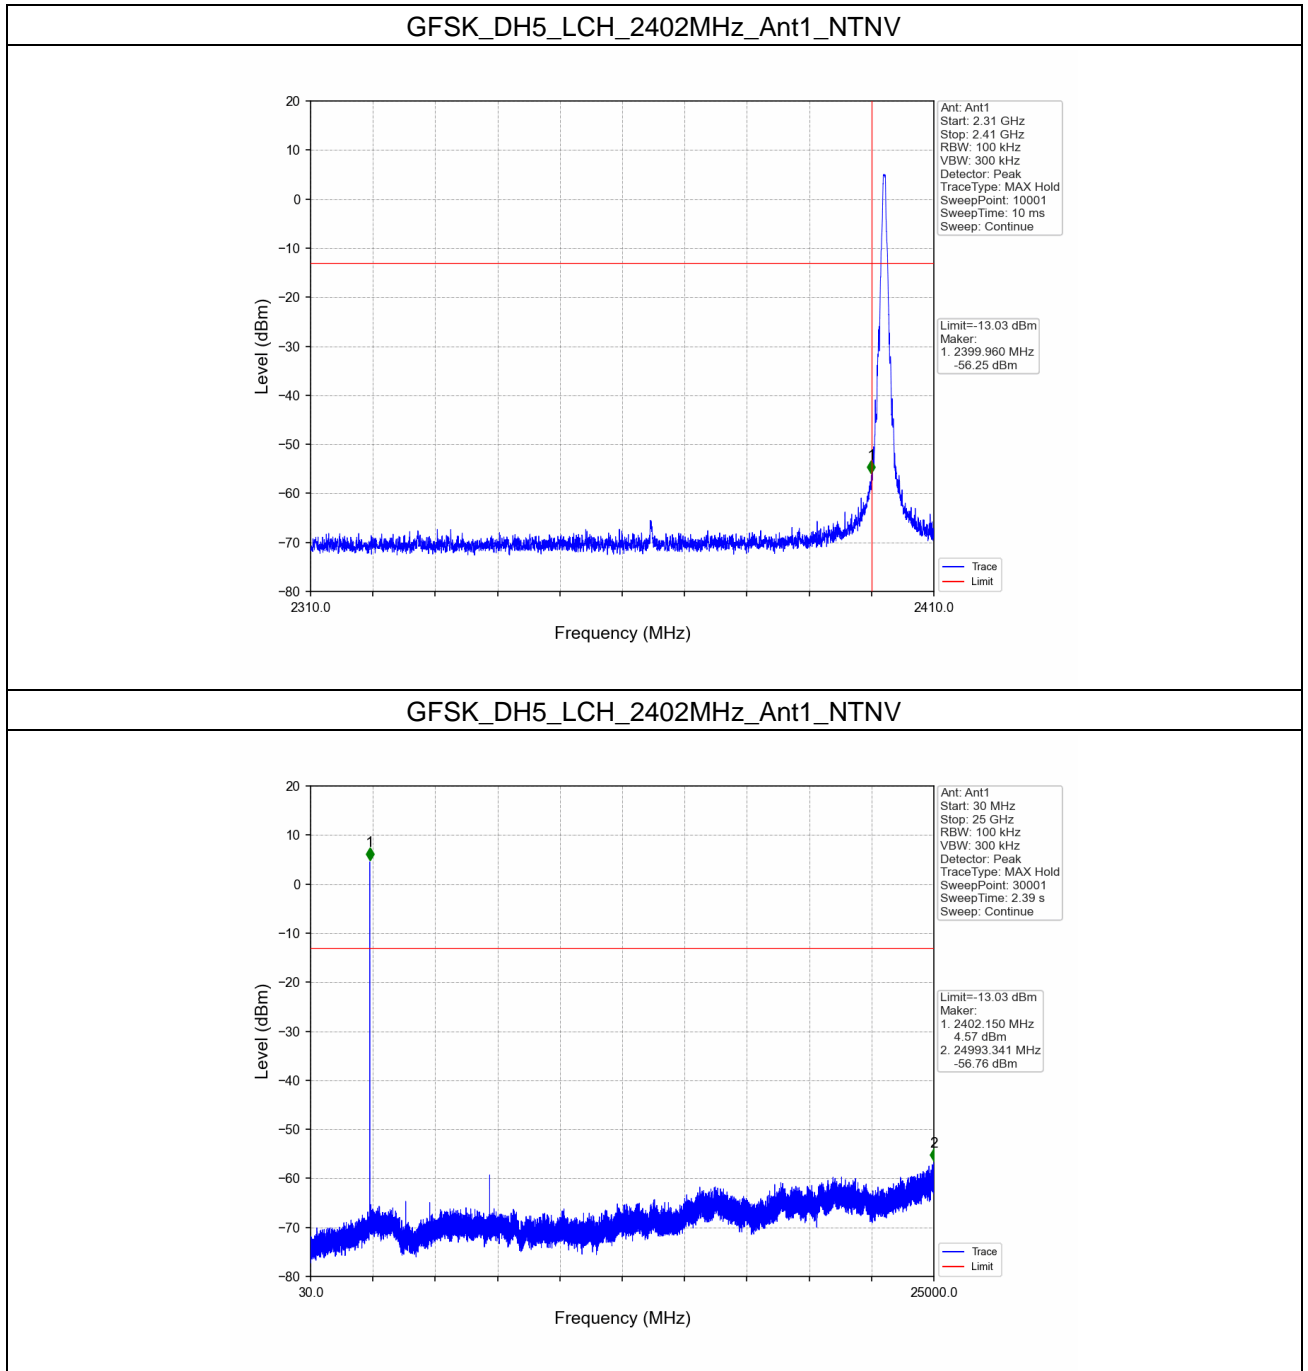 GFSK_DH5_LCH_2402MHz_Ant1_NTNV
20
10
0
−10
−20
−30
−40
−50
−60
−70
−80
Level (dBm)
2310.0
2410.0
Frequency (MHz)
1
Ant: Ant1
Start: 2.31 GHz
Stop: 2.41 GHz
RBW: 100 kHz
VBW: 300 kHz
Detector: Peak
TraceType: MAX Hold
SweepPoint: 10001
SweepTime: 10 ms
Sweep: Continue
Limit=-13.03 dBm
Maker:
1. 2399.960 MHz
-56.25 dBm
Trace
Limit
GFSK_DH5_LCH_2402MHz_Ant1_NTNV
20
10
0
−10
−20
−30
−40
−50
−60
−70
−80
Level (dBm)
30.0
25000.0
Frequency (MHz)
1
2
Ant: Ant1
Start: 30 MHz
Stop: 25 GHz
RBW: 100 kHz
VBW: 300 kHz
Detector: Peak
TraceType: MAX Hold
SweepPoint: 30001
SweepTime: 2.39 s
Sweep: Continue
Limit=-13.03 dBm
Maker:
1. 2402.150 MHz
4.57 dBm
2. 24993.341 MHz
-56.76 dBm
Trace
Limit